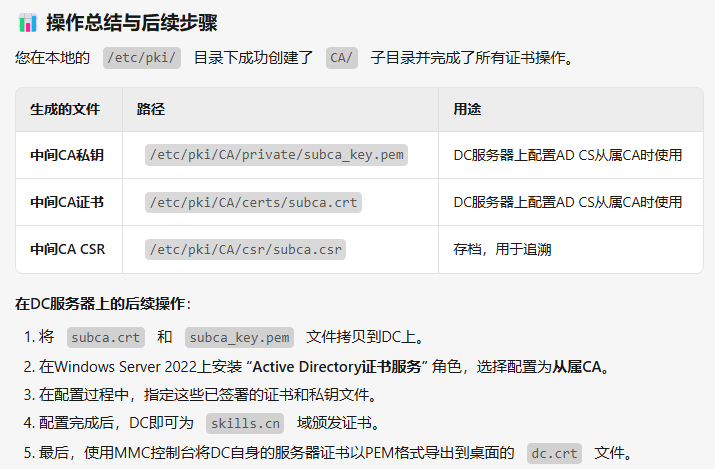 操作总结与后续步骤
您在本地的 /etc/pki/ 目录下成功创建了 CA/ 子目录并完成了所有证书操作。
生成的文件 路径 用途
中间CA私钥 /etc/pki/CA/private/subca_key.pem DC服务器上配置AD CS从属CA时使用
中间CA证书 /etc/pki/CA/certs/subca.crt DC服务器上配置AD CS从属CA时使用
中间CA CSR /etc/pki/CA/csr/subca.csr 存档，用于追溯
在DC服务器上的后续操作：
1. 将 subca.crt 和 subca_key.pem 文件拷贝到DC上。
2. 在Windows Server 2022上安装 “Active Directory证书服务” 角色，选择配置为从属CA。
3. 在配置过程中，指定这些已签署的证书和私钥文件。
4. 配置完成后，DC即可为 skills.cn 域颁发证书。
5. 最后，使用MMC控制台将DC自身的服务器证书以PEM格式导出到桌面的 dc.crt 文件。